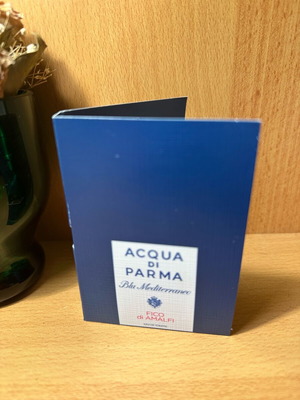 ACQUA
DI
PARMA
Blu Mediterraneo
FICO
di AMALFI